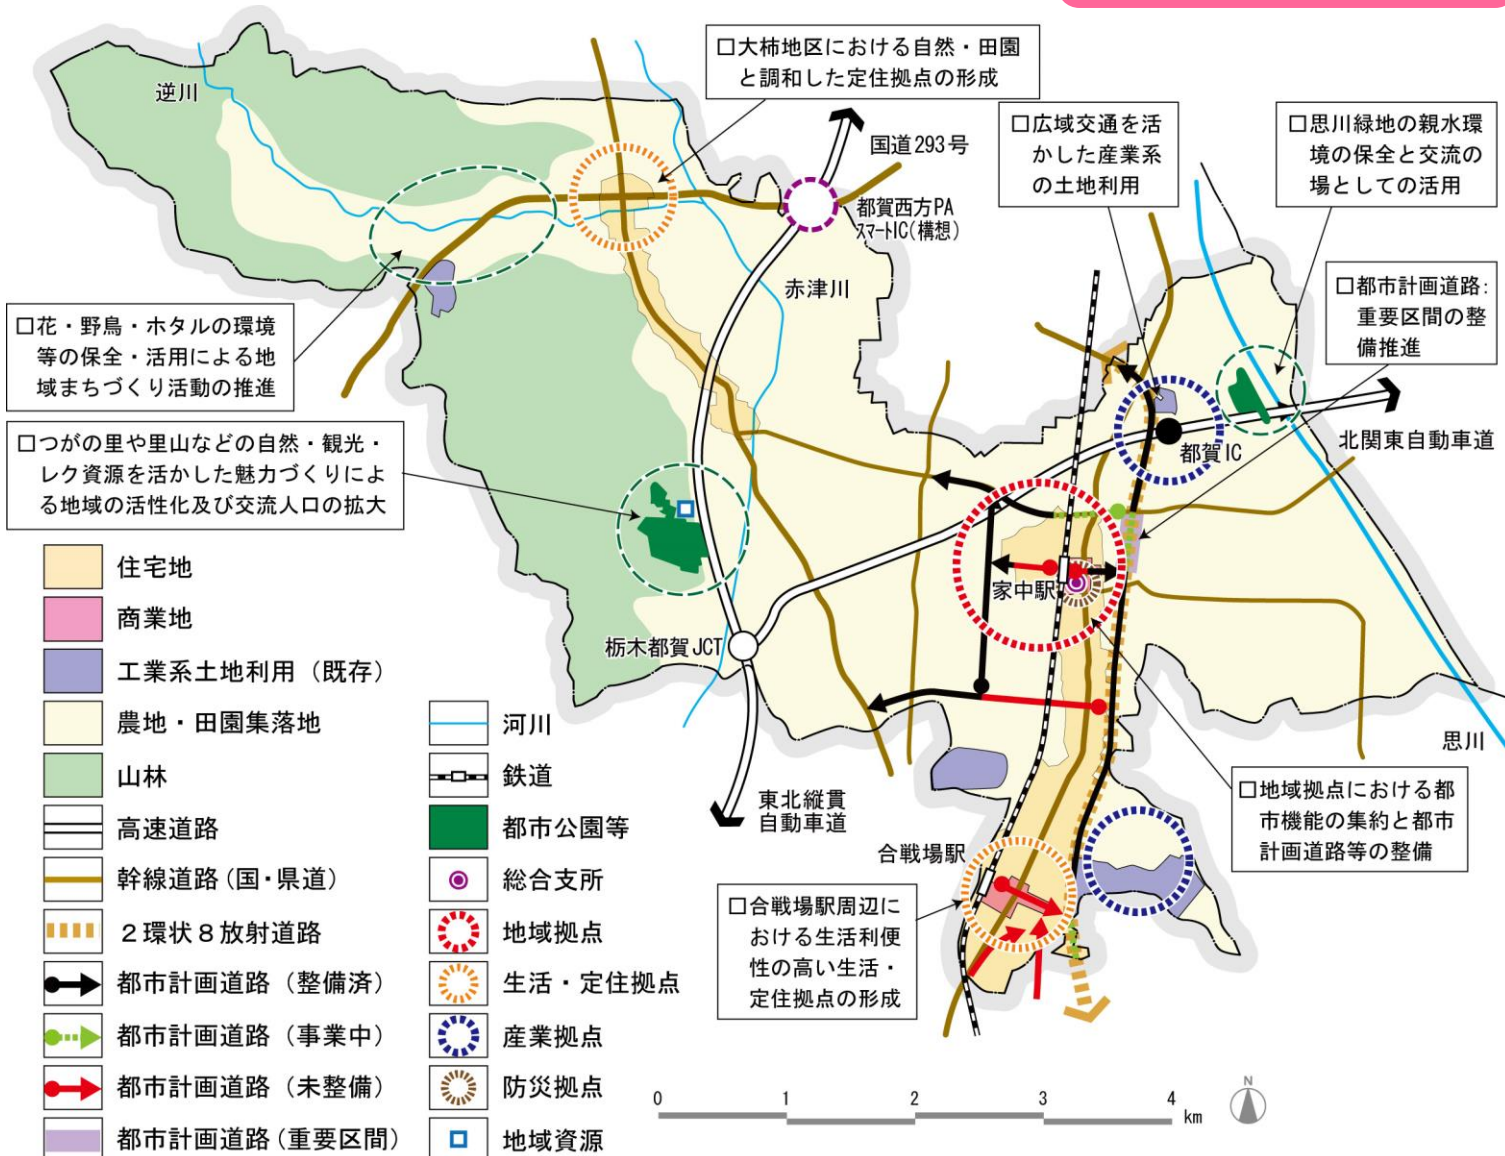 □大柿地区における自然・田園
と調和した定住拠点の形成
逆川
国道293号
□広域交通を活
かした産業系
の土地利用
□思川緑地の親水環
境の保全と交流の
場としての活用
都賀西方PA
スマートIC(構想)
赤津川
□都市計画道路:
重要区間の整
備推進
□花・野鳥・ホタルの環境
等の保全・活用による地
域まちづくり活動の推進
□つがの里や里山などの自然・観光・
レク資源を活かした魅力づくりによ
る地域の活性化及び交流人口の拡大
都賀IC
北関東自動車道
家中駅
栃木都賀JCT
思川
東北縦貫
自動車道
□地域拠点における都
市機能の集約と都市
計画道路等の整備
合戦場駅
□合戦場駅周辺に
おける生活利便
性の高い生活・
定住拠点の形成
住宅地
商業地
工業系土地利用(既存)
農地・田園集落地
山林
高速道路
幹線道路(国・県道)
2環状8放射道路
都市計画道路(整備済)
都市計画道路(事業中)
都市計画道路(未整備)
都市計画道路(重要区間)
河川
鉄道
都市公園等
総合支所
地域拠点
生活・定住拠点
産業拠点
防災拠点
地域資源
0 1 2 3 4
km
N